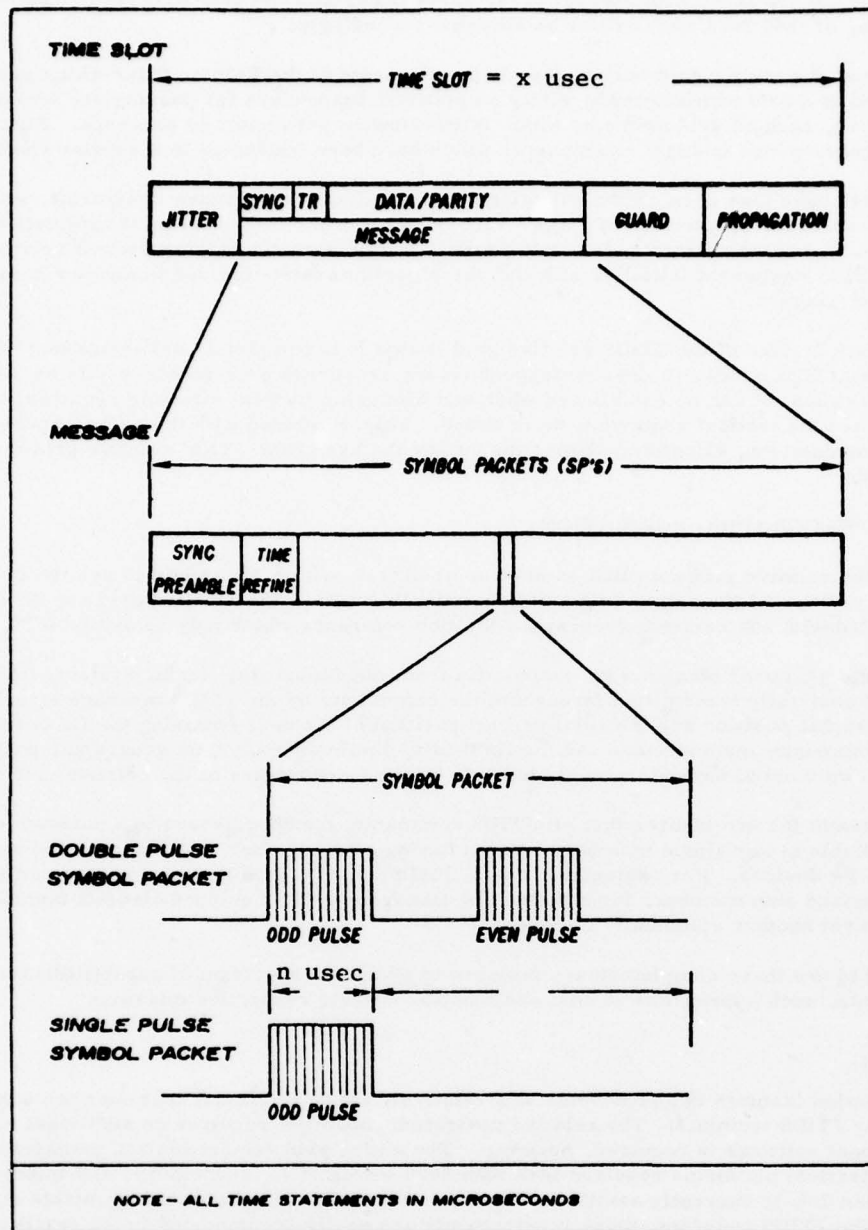 TIME SLOT
TIME SLOT = x usec
JITTER
SYNC
TR
DATA/PARITY
MESSAGE
GUARD
PROPAGATION
MESSAGE
SYMBOL PACKETS (SP'S)
SYNC
PREAMBLE
TIME
REFINE
SYMBOL PACKET
DOUBLE PULSE
SYMBOL PACKET
ODD PULSE
EVEN PULSE
n usec
SINGLE PULSE
SYMBOL PACKET
ODD PULSE
NOTE- ALL TIME STATEMENTS IN MICROSECONDS